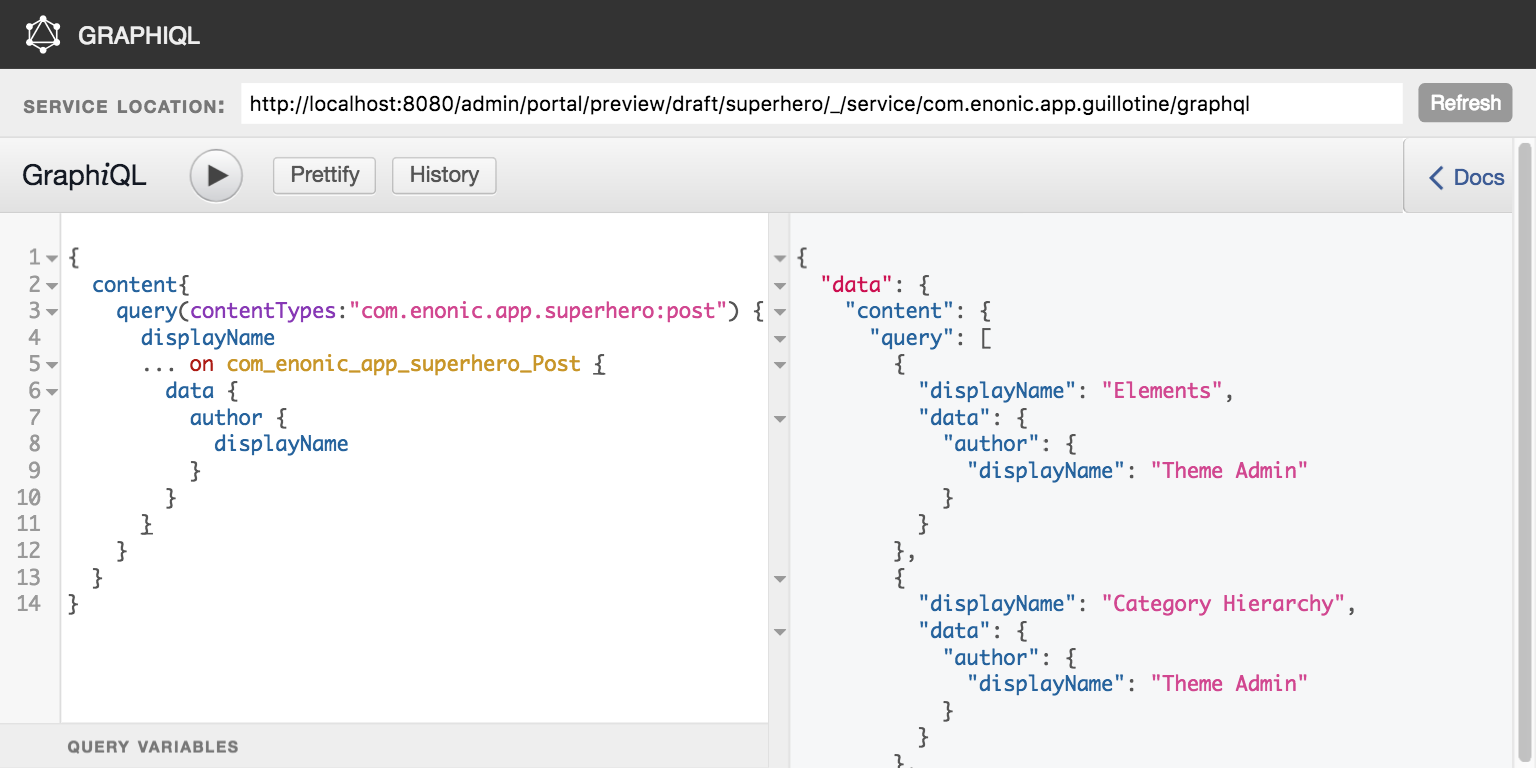 GRAPHIQL
SERVICE LOCATION: http://localhost:8080/admin/portal/preview/draft/superhero/_/service/com.enonic.app.guillotine/graphql Refresh
GraphiQL Prettify History Docs
1 {
2 content{
3 query(contentTypes:"com.enonic.app.superhero:post") {
4 displayName
5 ... on com_enonic_app_superhero_Post {
6 data {
7 author {
8 displayName
9 }
10 }
11 }
12 }
13 }
14 }
QUERY VARIABLES
{
"data": {
"content": {
"query": [
{
"displayName": "Elements",
"data": {
"author": {
"displayName": "Theme Admin"
}
}
},
{
"displayName": "Category Hierarchy",
"data": {
"author": {
"displayName": "Theme Admin"
}
}
},